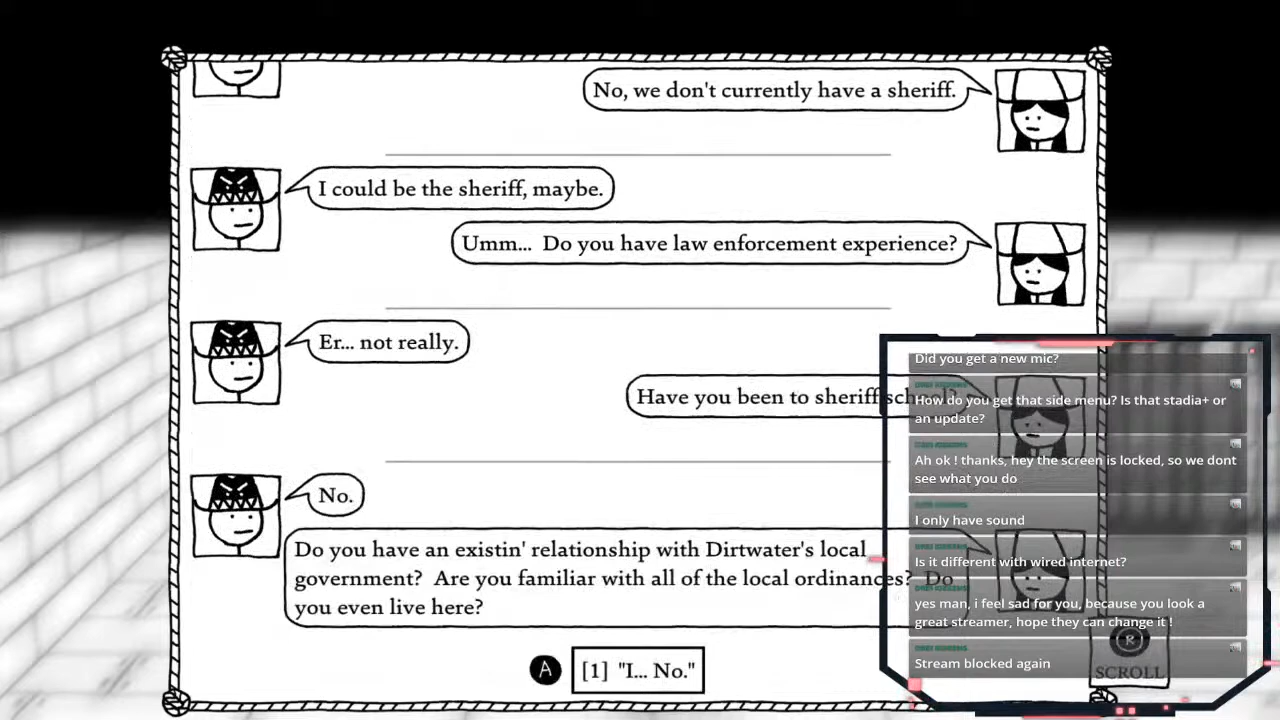 No, we don't currently have a sheriff.
I could be the sheriff, maybe.
Umm... Do you have law enforcement experience?
Er... not really.
Have you been to sheriff school?
No.
Do you have an existin' relationship with Dirtwater's local
government? Are you familiar with all of the local ordinances? Do
you even live here?
A [1] "I... No."
R
SCROLL
Did you get a new mic?
How do you get that side menu? Is that stadia+ or
an update?
Ah ok ! thanks, hey the screen is locked, so we dont
see what you do
I only have sound
Is it different with wired internet?
yes man, i feel sad for you, because you look a
great streamer, hope they can change it !
Stream blocked again